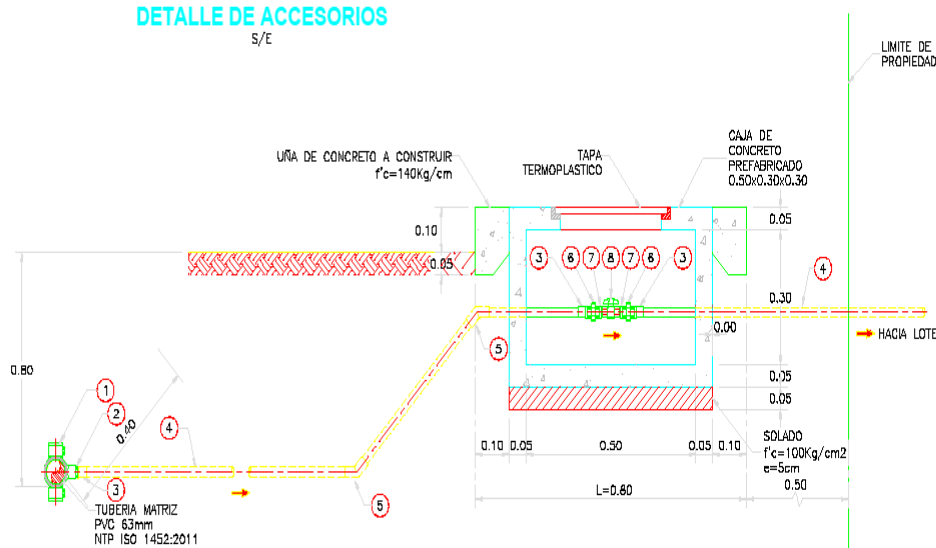 DETALLE DE ACCESORIOS
S/E
LIMITE DE
PROPIEDAD
UÑA DE CONCRETO A CONSTRUIR
f'c=140Kg/cm
TAPA
TERMOPLASTICO
CAJA DE
CONCRETO
PREFABRICADO
0.50x0.30x0.30
0.10
0.05
0.05
3
6
7
8
7
6
3
4
0.30
0.00
HACIA LOTE
5
0.80
1
2
0.40
4
3
5
0.05
0.05
0.10
0.05
0.50
0.05
0.10
SOLADO
f'c=100Kg/cm2
e=5cm
0.50
L=0.80
TUBERIA MATRIZ
PVC 63mm
NTP ISO 1452:2011